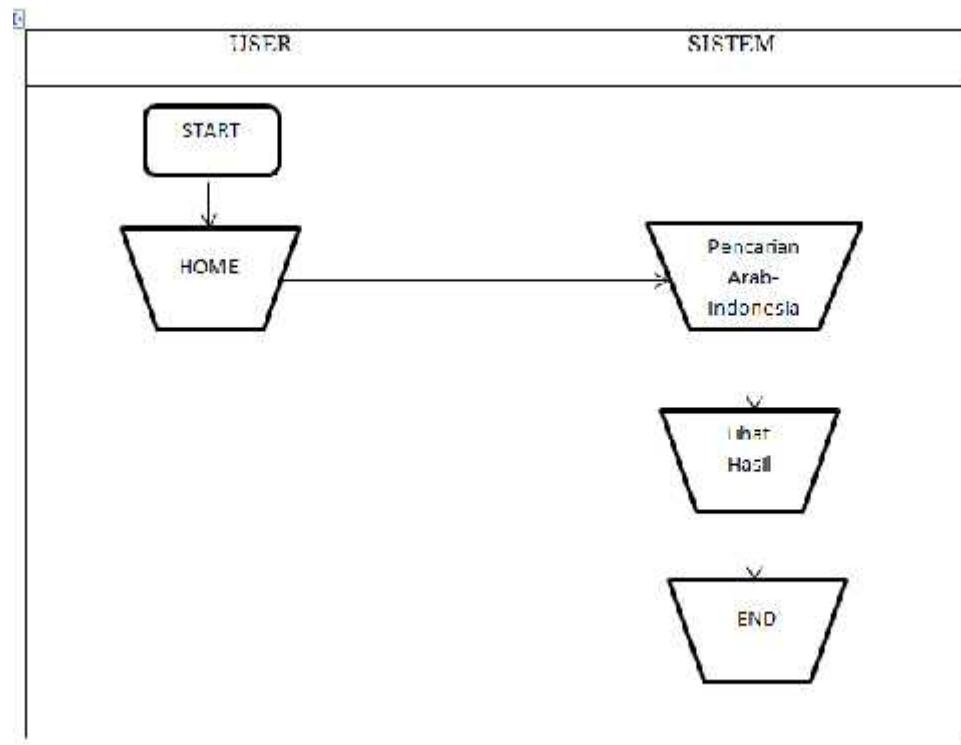 USER
SISTEM
START
HOME
Pencarian
Arab-
Indonesia
Lihat
Hasil
END